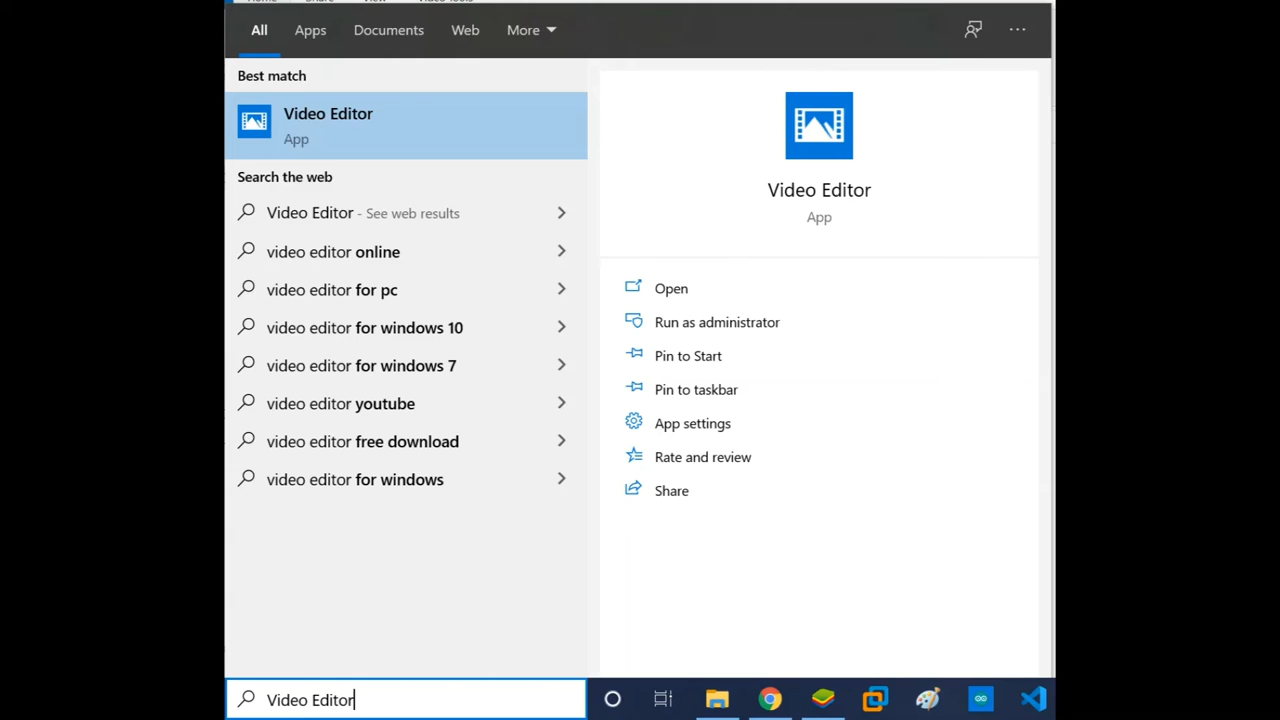 All Apps Documents Web More
Best match
Video Editor
App
Search the web
Video Editor - See web results
video editor online
video editor for pc
video editor for windows 10
video editor for windows 7
video editor youtube
video editor free download
video editor for windows
Video Editor
App
Open
Run as administrator
Pin to Start
Pin to taskbar
App settings
Rate and review
Share
Video Editor